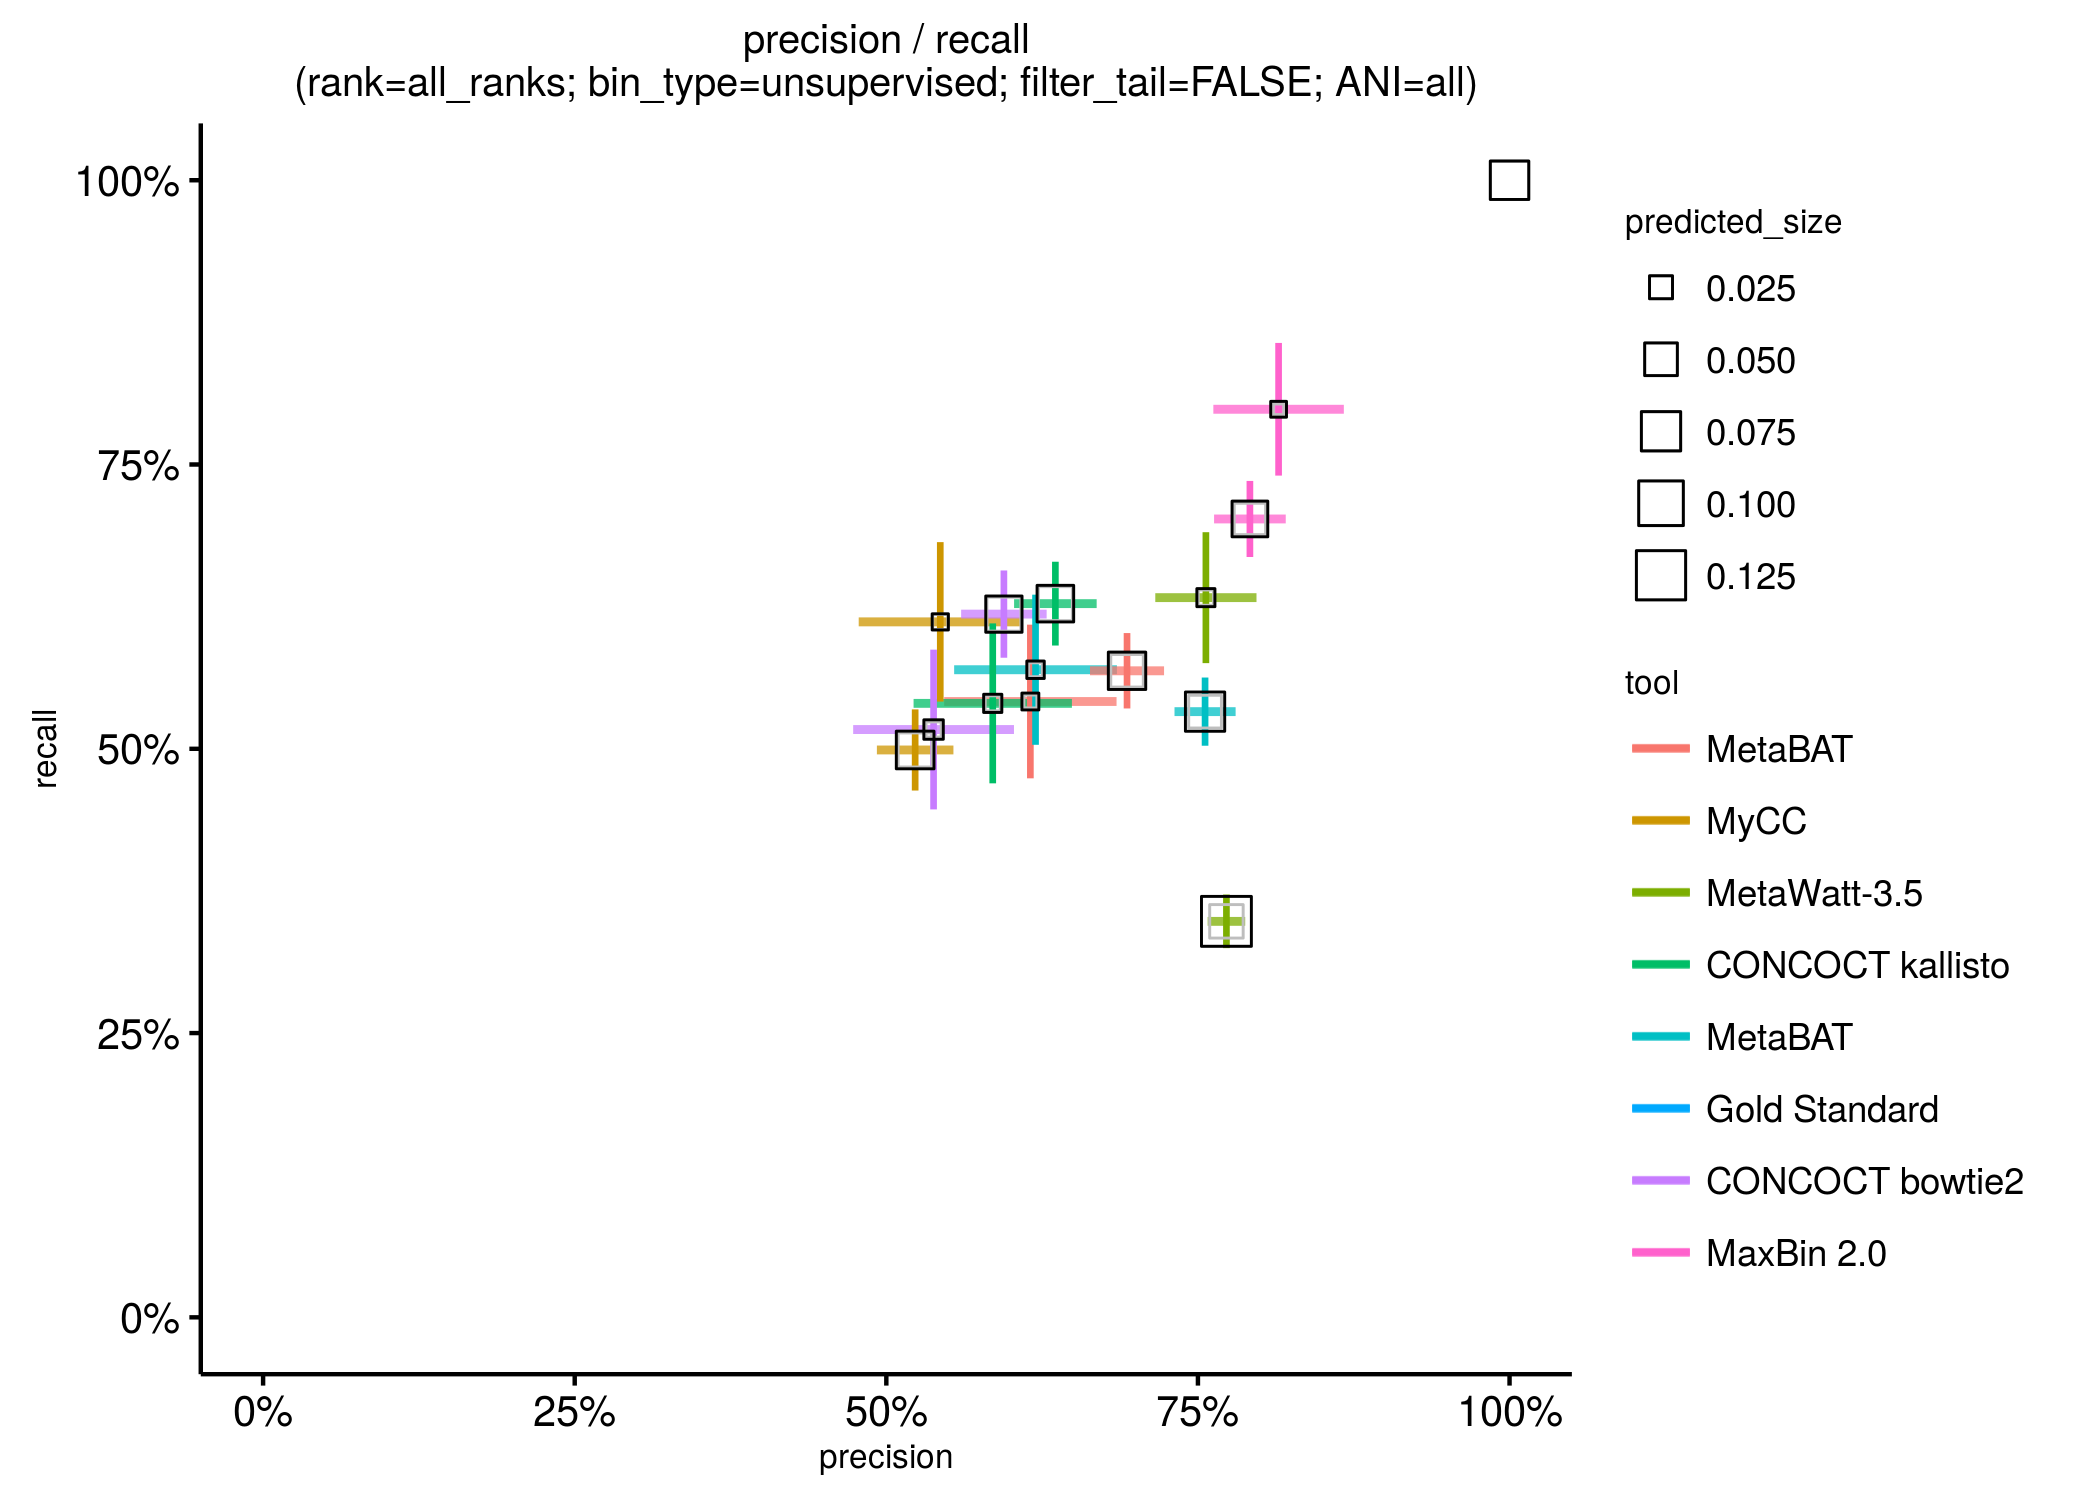 precision / recall
(rank=all_ranks; bin_type=unsupervised; filter_tail=FALSE; ANI=all)
100%
75%
50%
25%
0%
recall
0%
25%
50%
75%
100%
precision
predicted_size
0.025
0.050
0.075
0.100
0.125
tool
MetaBAT
MyCC
MetaWatt-3.5
CONCOCT kallisto
MetaBAT
Gold Standard
CONCOCT bowtie2
MaxBin 2.0